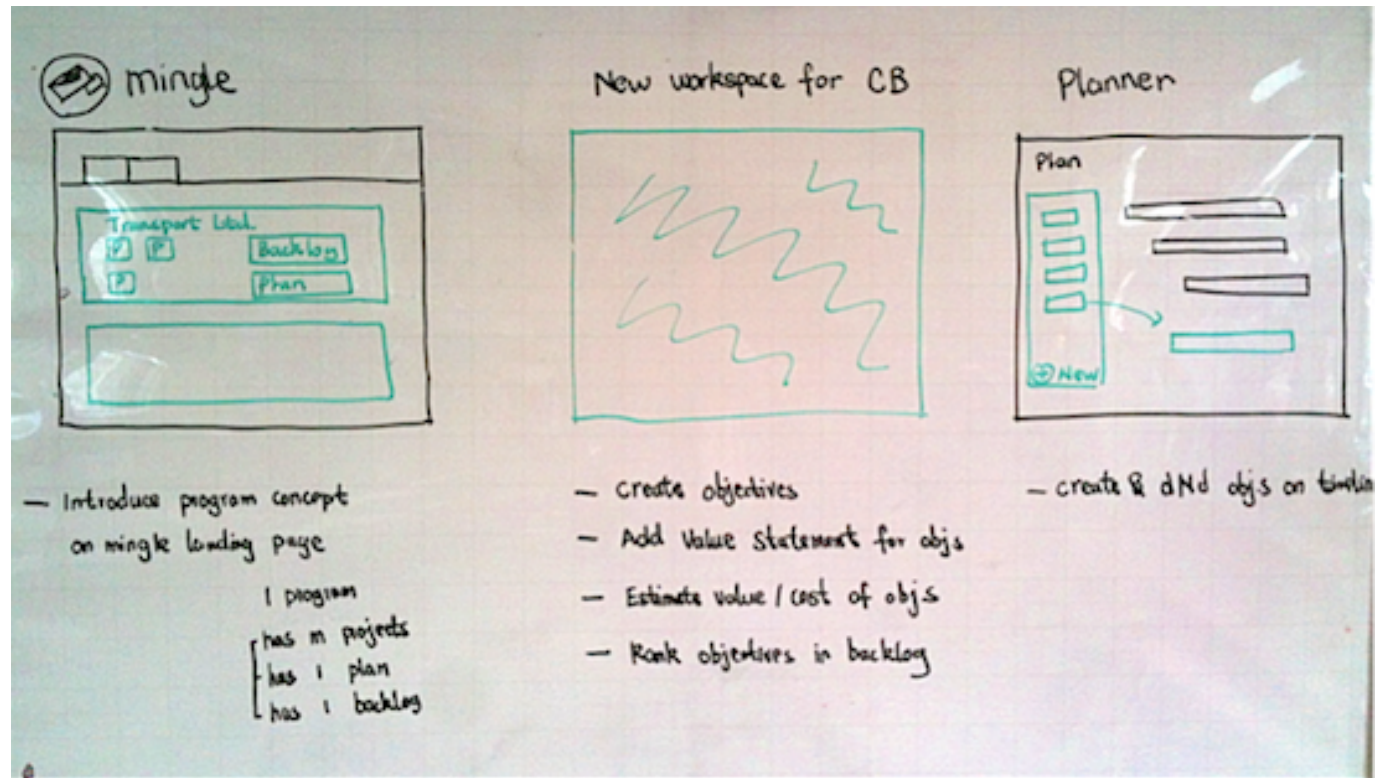 mingle
Transport Ltd.
P P Backlog
P Plan
— Introduce program concept
on mingle landing page
1 program
has m projects
has 1 plan
has 1 backlog
New workspace for CB
— Create objectives
— Add Value Statement for objs
— Estimate value / cost of objs
— Rank objectives in backlog
Planner
Plan
+ New
— create & dNd objs on timelin